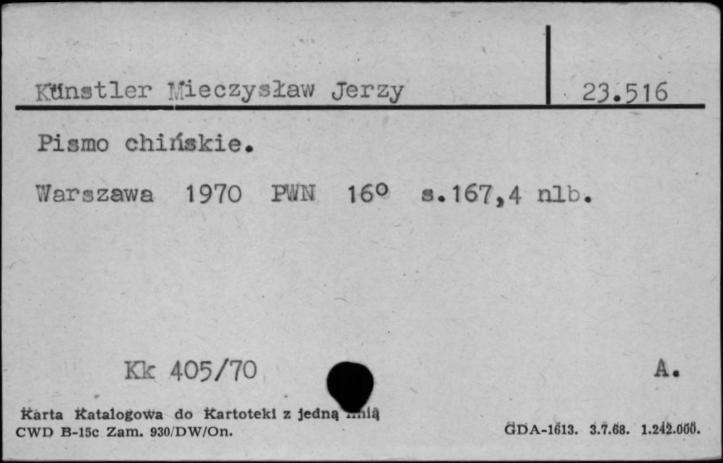 Künstler Mieczysław Jerzy 23.516
Pismo chińskie.
Warszawa 1970 PWN 16° s.167,4 nlb.
Kk 405/70 A.
Karta Katalogowa do Kartoteki z jedną linią
CWD B-15c Zam. 930/DW/On. GDA-1613. 3.7.68. 1.242.000.